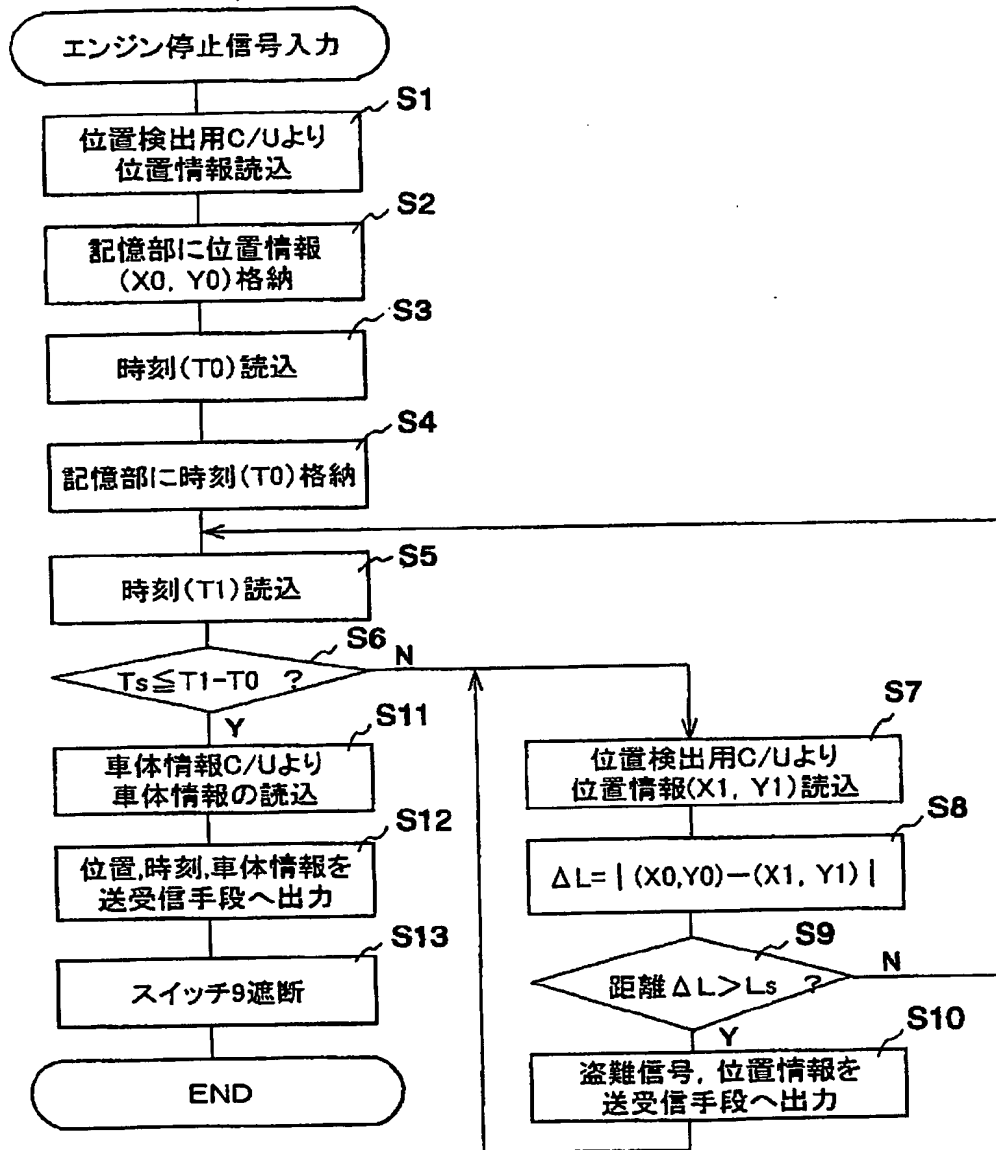 エンジン停止信号入力
S1
位置検出用C/Uより
位置情報読込
S2
記憶部に位置情報
(X0, Y0)格納
S3
時刻(T0)読込
S4
記憶部に時刻(T0)格納
S5
時刻(T1)読込
S6
Ts≦T1-T0 ?
N
Y
S11
車体情報C/Uより
車体情報の読込
S12
位置,時刻,車体情報を
送受信手段へ出力
S13
スイッチ9遮断
END
S7
位置検出用C/Uより
位置情報(X1, Y1)読込
S8
ΔL=|(X0,Y0)-(X1, Y1)|
S9
距離ΔL>Ls ?
N
Y
S10
盗難信号, 位置情報を
送受信手段へ出力